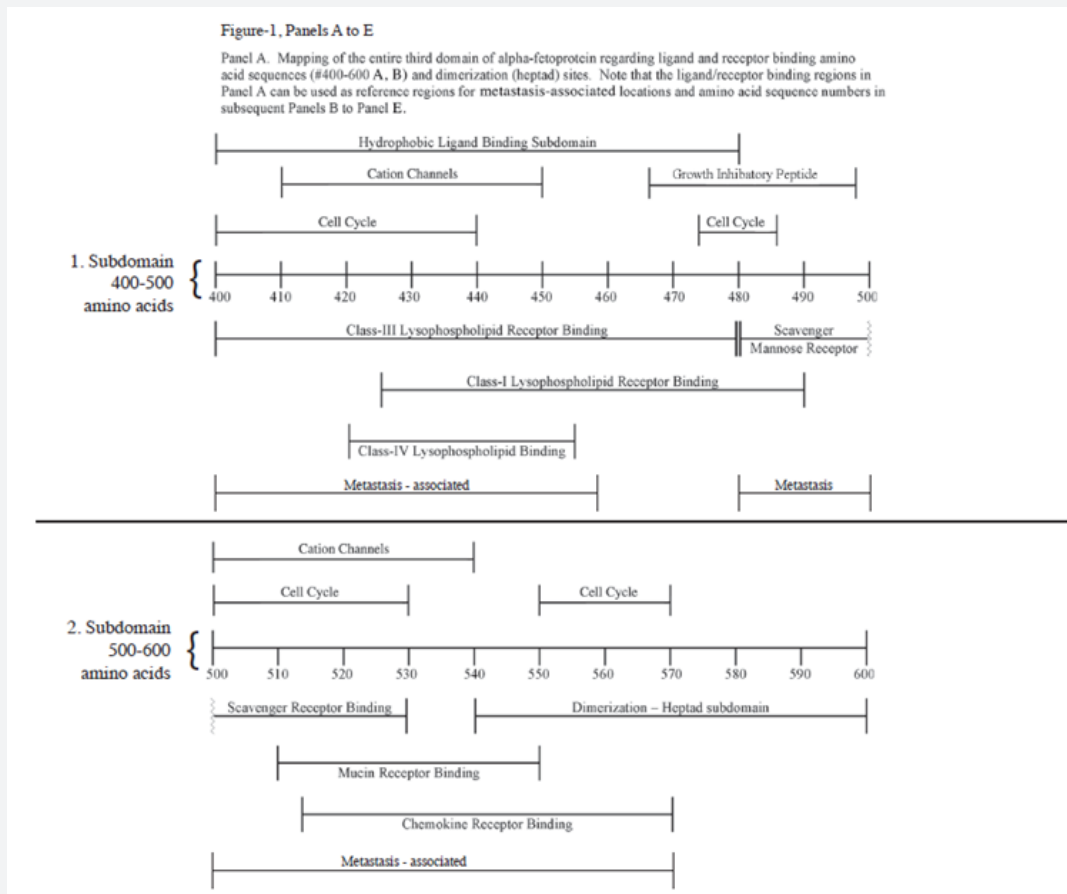 Figure-1, Panels A to E
Panel A. Mapping of the entire third domain of alpha-fetoprotein regarding ligand and receptor binding amino
acid sequences (#400-600 A, B) and dimerization (heptad) sites. Note that the ligand/receptor binding regions in
Panel A can be used as reference regions for metastasis-associated locations and amino acid sequence numbers in
subsequent Panels B to Panel E.
Hydrophobic Ligand Binding Subdomain
Cation Channels
Growth Inhibitory Peptide
Cell Cycle
Cell Cycle
1. Subdomain
400-500
amino acids
{
400 410 420 430 440 450 460 470 480 490 500
Class-III Lysophospholipid Receptor Binding
Scavenger
Mannose Receptor
Class-I Lysophospholipid Receptor Binding
Class-IV Lysophospholipid Binding
Metastasis - associated
Metastasis
Cation Channels
Cell Cycle
Cell Cycle
2. Subdomain
500-600
amino acids
{
500 510 520 530 540 550 560 570 580 590 600
Scavenger Receptor Binding
Dimerization – Heptad subdomain
Mucin Receptor Binding
Chemokine Receptor Binding
Metastasis - associated